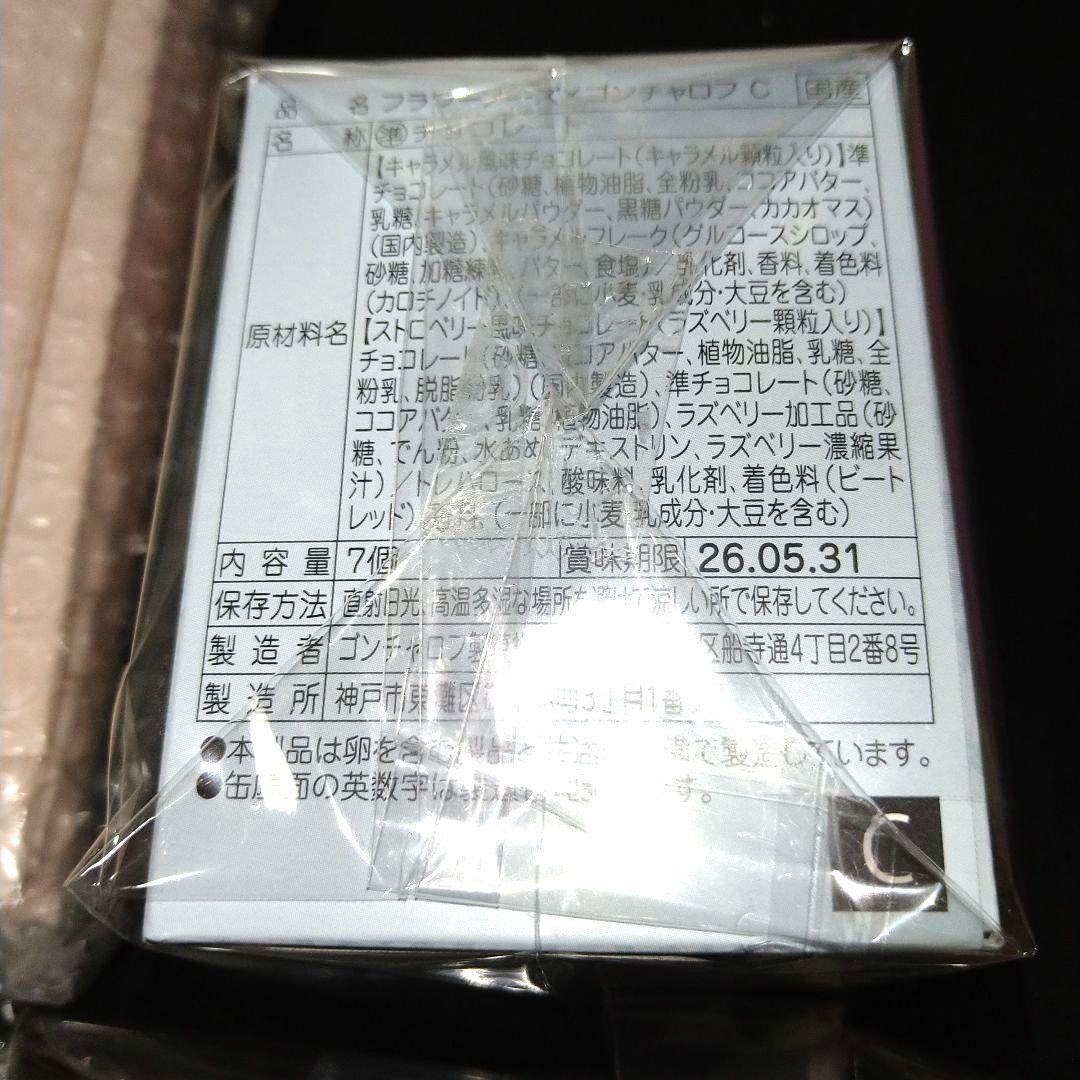 品 名 フラ ゴンチャロフ C 国産
名 称 準チョコレート
【キャラメル風味チョコレート(キャラメル顆粒入り)】準
チョコレート(砂糖、植物油脂、全粉乳、ココアバター、
乳糖、キャラメルパウダー、黒糖パウダー、カカオマス)
(国内製造)、キャラメルフレーク(グルコースシロップ、
砂糖、加糖練 バター、食塩)/乳化剤、香料、着色料
(カロチノイド)、(一部に小麦・乳成分・大豆を含む)
原材料名 【ストロベリー風味チョコレート(ラズベリー顆粒入り)】
チョコレート(砂糖、ココアバター、植物油脂、乳糖、全
粉乳、脱脂粉乳)(国内製造)、準チョコレート(砂糖、
ココアバター、乳糖、植物油脂)、ラズベリー加工品(砂
糖、でん粉、水あめ、デキストリン、ラズベリー濃縮果
汁)/トレハロース、酸味料、乳化剤、着色料(ビート
レッド)、 (一部に小麦・乳成分・大豆を含む)
内容量 7個 賞味期限 26.05.31
保存方法 直射日光、高温多湿な場所を避けて涼しい所で保存してください。
製造者 ゴンチャロフ製 区船寺通4丁目2番8号
製造所 神戸市東灘区 3丁目1番
●本製品は卵を含む製品と 製造しています。
●缶底面の英数字は製造 す。
C